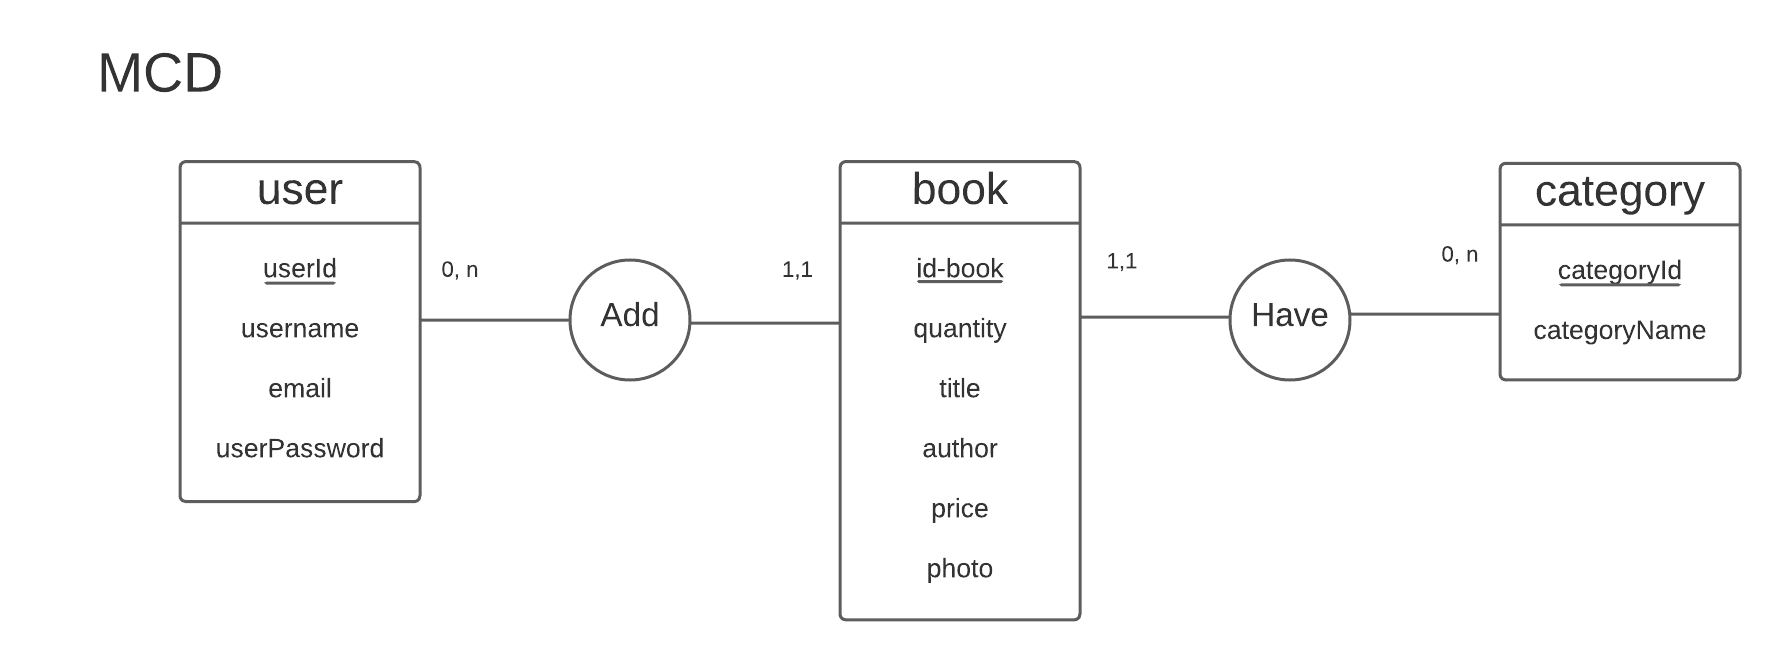 MCD
user
userId
username
email
userPassword
0, n
Add
1,1
book
id-book
quantity
title
author
price
photo
1,1
Have
0, n
category
categoryId
categoryName